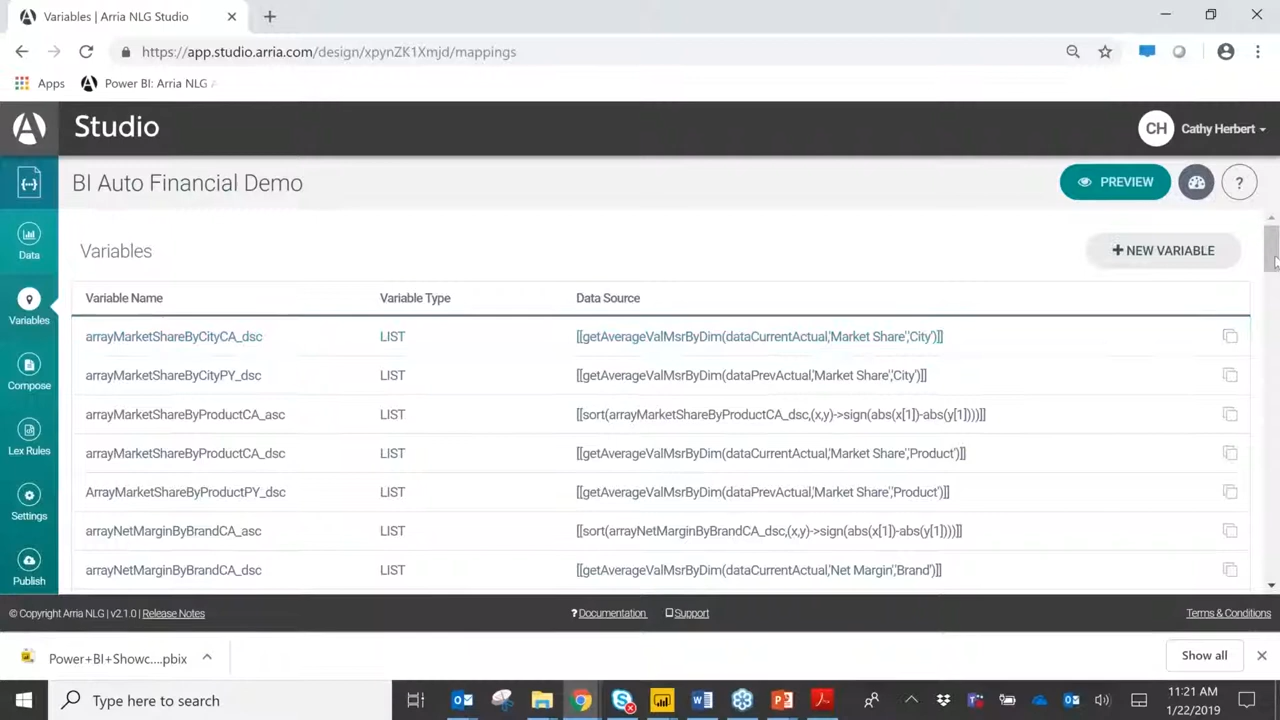 Variables | Arria NLG Studio
https://app.studio.arria.com/design/xpynZK1Xmjd/mappings
Apps
Power BI: Arria NLG
Studio
CH
Cathy Herbert
BI Auto Financial Demo
PREVIEW
?
Data
Variables
Compose
Lex Rules
Settings
Publish
Variables
+ NEW VARIABLE
Variable Name Variable Type Data Source
arrayMarketShareByCityCA_dsc LIST [[getAverageValMsrByDim(dataCurrentActual,'Market Share','City')]]
arrayMarketShareByCityPY_dsc LIST [[getAverageValMsrByDim(dataPrevActual,'Market Share','City')]]
arrayMarketShareByProductCA_asc LIST [[sort(arrayMarketShareByProductCA_dsc,(x,y)->sign(abs(x[1])-abs(y[1])))]]
arrayMarketShareByProductCA_dsc LIST [[getAverageValMsrByDim(dataCurrentActual,'Market Share','Product')]]
ArrayMarketShareByProductPY_dsc LIST [[getAverageValMsrByDim(dataPrevActual,'Market Share','Product')]]
arrayNetMarginByBrandCA_asc LIST [[sort(arrayNetMarginByBrandCA_dsc,(x,y)->sign(abs(x[1])-abs(y[1])))]]
arrayNetMarginByBrandCA_dsc LIST [[getAverageValMsrByDim(dataCurrentActual,'Net Margin','Brand')]]
© Copyright Arria NLG | v2.1.0 | Release Notes
? Documentation
Support
Terms & Conditions
Power+BI+Showc....pbix
Show all
Type here to search
11:21 AM
1/22/2019